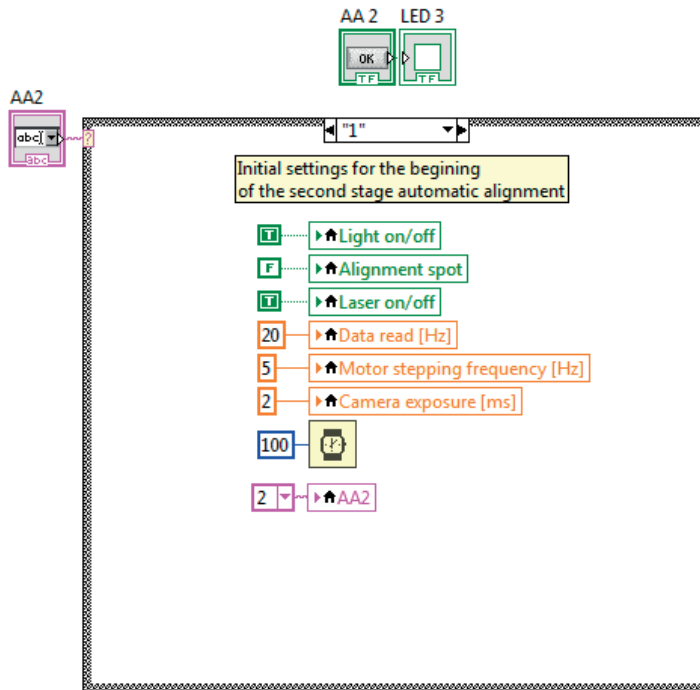 AA 2 LED 3
OK
TF TF
AA2
abc
abc
?
"1"
Initial settings for the begining
of the second stage automatic alignment
T Light on/off
F Alignment spot
T Laser on/off
20 Data read [Hz]
5 Motor stepping frequency [Hz]
2 Camera exposure [ms]
100
2 AA2